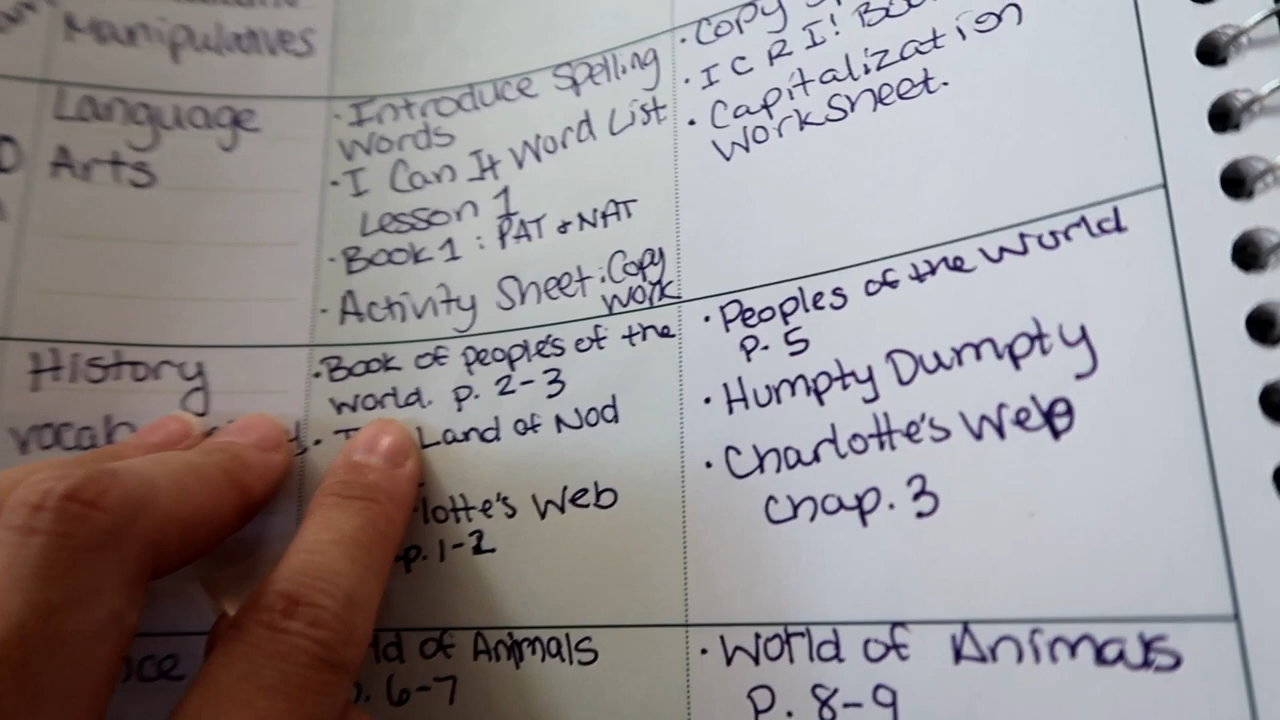 Manipulatives
Language
Arts
· Introduce Spelling
words
· I Can It Word List
Lesson 1
· Book 1 : PAT & NAT
· Activity Sheet : Copy
work
· Copy
· I C R I !
· Capitalization
worksheet.
History
vocab
· Book of people's of the
world. p. 2-3
· Land of Nod
lotte's Web
p. 1-2
· Peoples of the world
p. 5
· Humpty Dumpty
· Charlotte's Web
Chap. 3
ld of Animals
. 6-7
· World of Animals
P. 8-9